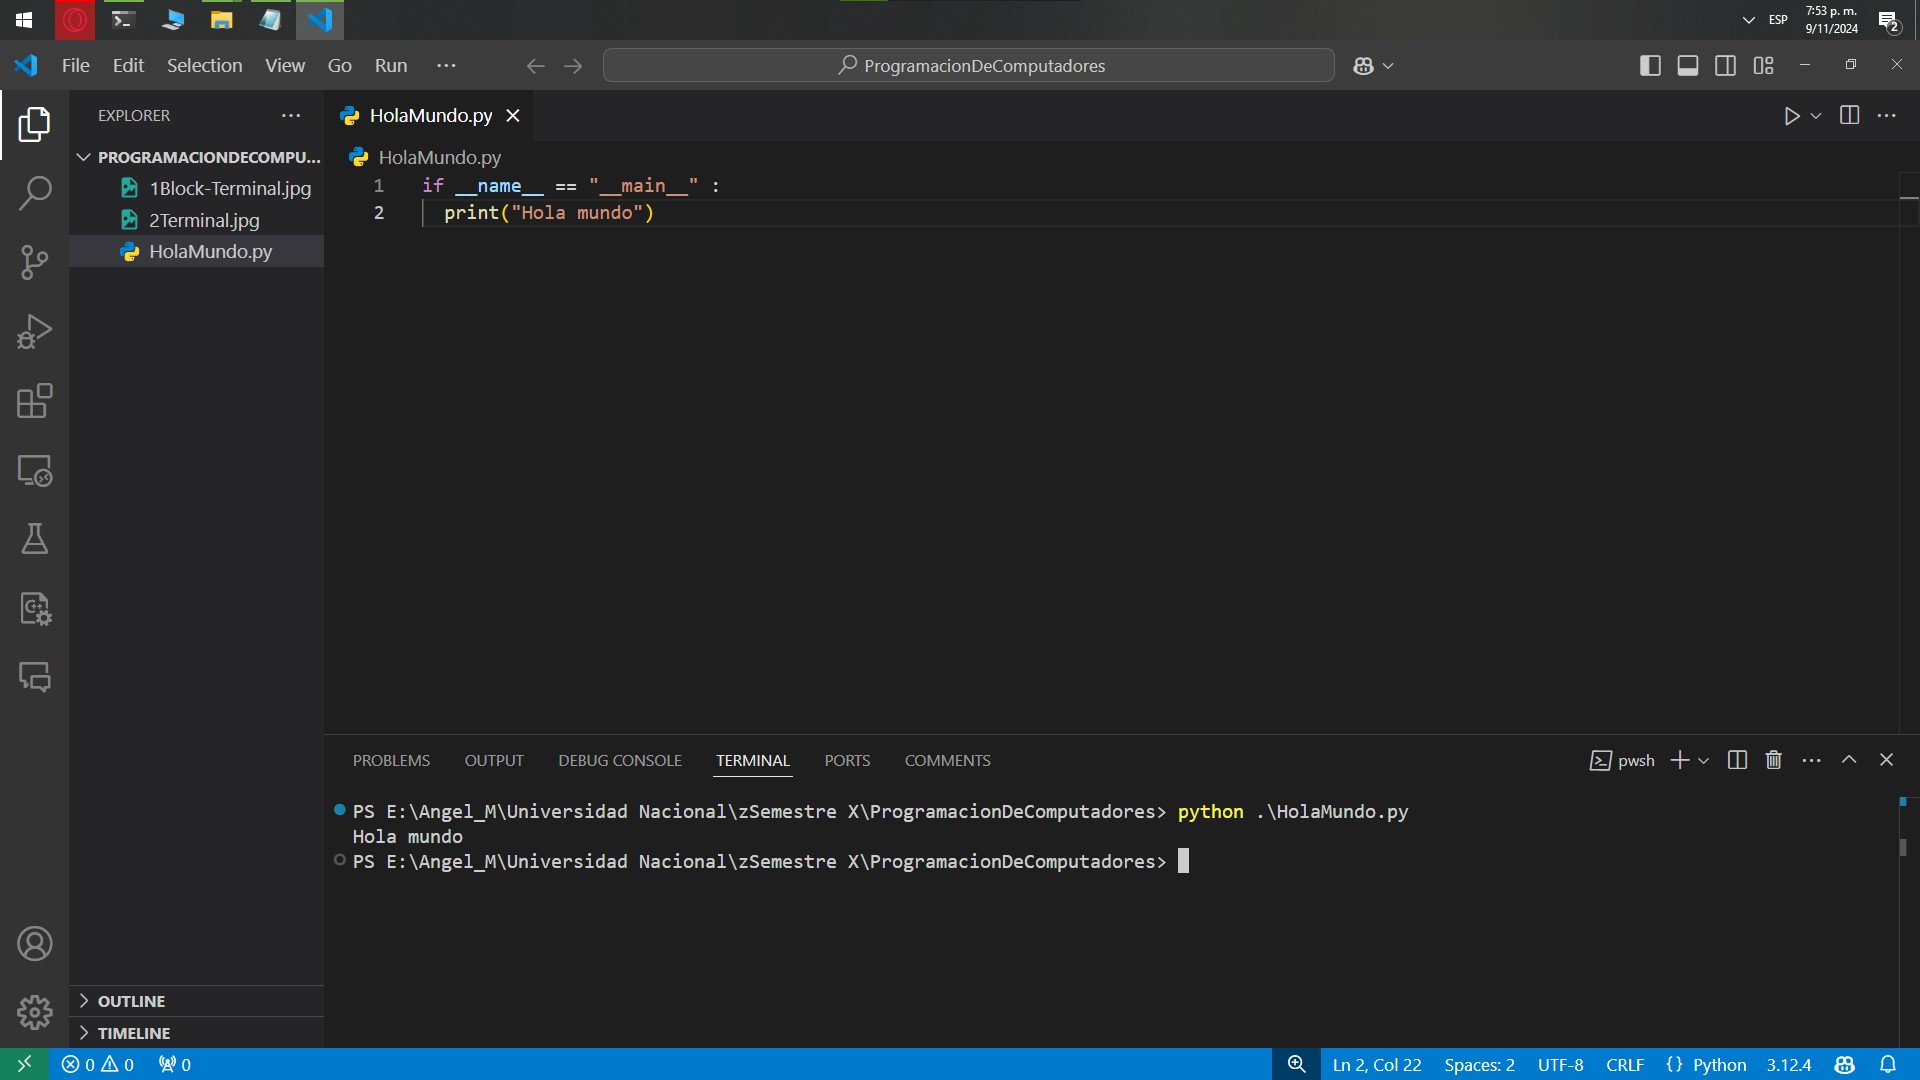 ESP
7:53 p. m.
9/11/2024
2
File Edit Selection View Go Run ···
ProgramacionDeComputadores
EXPLORER ···
PROGRAMACIONDECOMPU...
1Block-Terminal.jpg
2Terminal.jpg
HolaMundo.py
HolaMundo.py
HolaMundo.py
1 if __name__ == "__main__" :
2 print("Hola mundo")
PROBLEMS OUTPUT DEBUG CONSOLE TERMINAL PORTS COMMENTS
pwsh
PS E:\Angel_M\Universidad Nacional\zSemestre X\ProgramacionDeComputadores> python .\HolaMundo.py
Hola mundo
PS E:\Angel_M\Universidad Nacional\zSemestre X\ProgramacionDeComputadores>
OUTLINE
TIMELINE
0 0 0
Ln 2, Col 22 Spaces: 2 UTF-8 CRLF {} Python 3.12.4